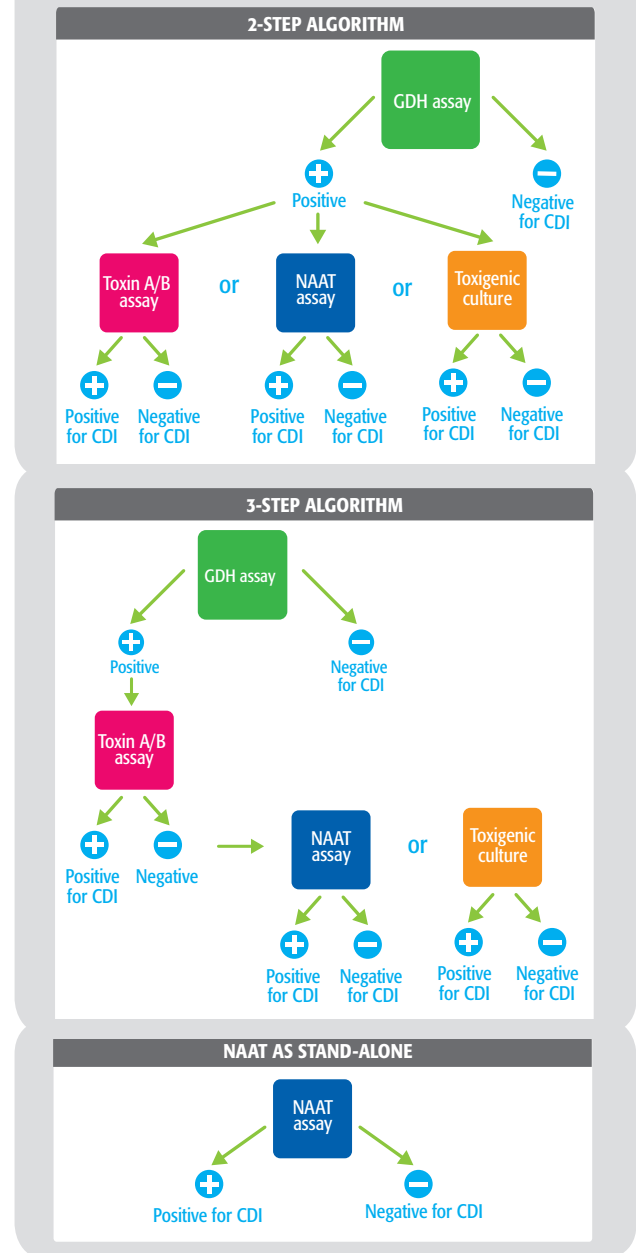 2-STEP ALGORITHM
GDH assay
Positive
Negative
for CDI
Toxin A/B
assay
or
NAAT
assay
or
Toxigenic
culture
Positive
for CDI
Negative
for CDI
Positive
for CDI
Negative
for CDI
Positive
for CDI
Negative
for CDI
3-STEP ALGORITHM
GDH assay
Positive
Negative
for CDI
Toxin A/B
assay
Positive
for CDI
Negative
NAAT
assay
or
Toxigenic
culture
Positive
for CDI
Negative
for CDI
Positive
for CDI
Negative
for CDI
NAAT AS STAND-ALONE
NAAT
assay
Positive for CDI
Negative for CDI